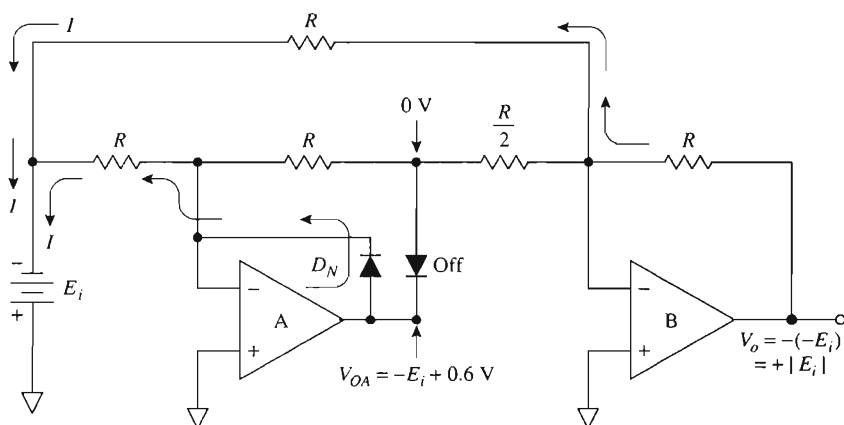 I
R
I
0 V
R/2
R
R
R
I
I
− E_i
+
D_N
Off
−
A
+
−
B
+
V_OA = −E_i + 0.6 V
V_o = −(−E_i)
= + | E_i |